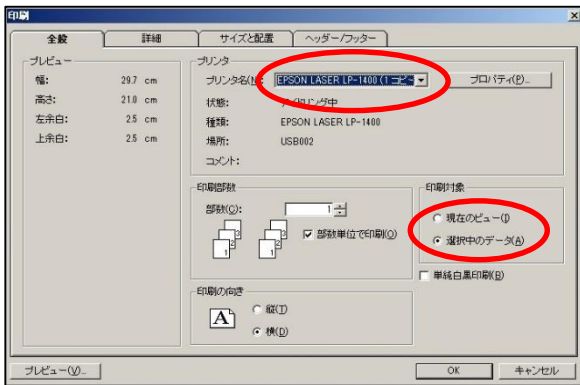 印刷
全般 詳細 サイズと配置 ヘッダー/フッター
プレビュー
幅: 29.7 cm
高さ: 21.0 cm
左余白: 2.5 cm
上余白: 2.5 cm
プリンタ
プリンタ名(N): EPSON LASER LP-1400 (1 コピー プロパティ(P)...
状態: アイドリング中
種類: EPSON LASER LP-1400
場所: USB002
コメント:
印刷部数
部数(C): 1
部数単位で印刷(O)
印刷対象
現在のビュー(I)
選択中のデータ(A)
単純白黒印刷(B)
印刷の向き
縦(T)
横(D)
プレビュー(V)... OK キャンセル